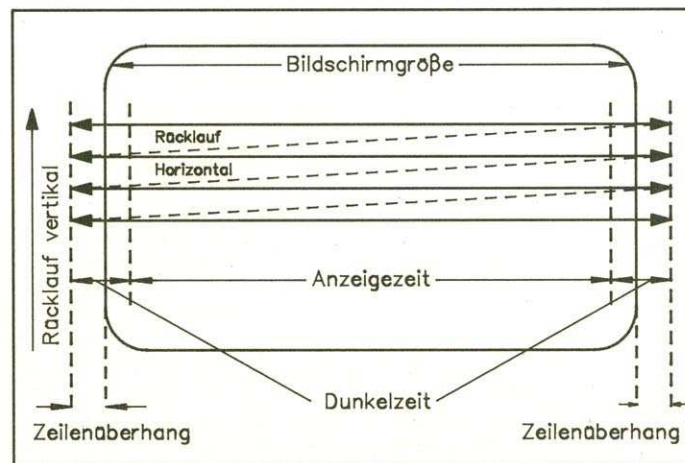 Bildschirmgröße
Rücklauf
Horizontal
Rücklauf vertikal
Anzeigezeit
Dunkelzeit
Zeilenüberhang
Zeilenüberhang